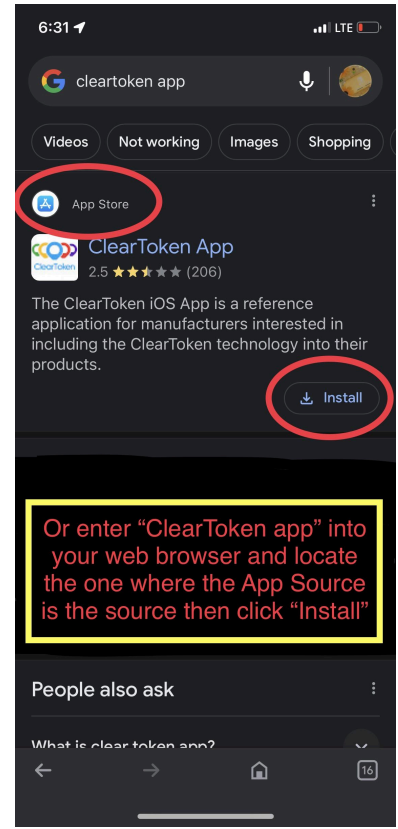 6:31
LTE
cleartoken app
Videos
Not working
Images
Shopping
App Store
ClearToken
ClearToken App
2.5 (206)
The ClearToken iOS App is a reference
application for manufacturers interested in
including the ClearToken technology into their
products.
Install
Or enter “ClearToken app” into
your web browser and locate
the one where the App Source
is the source then click “Install”
People also ask
What is clear token app?
16